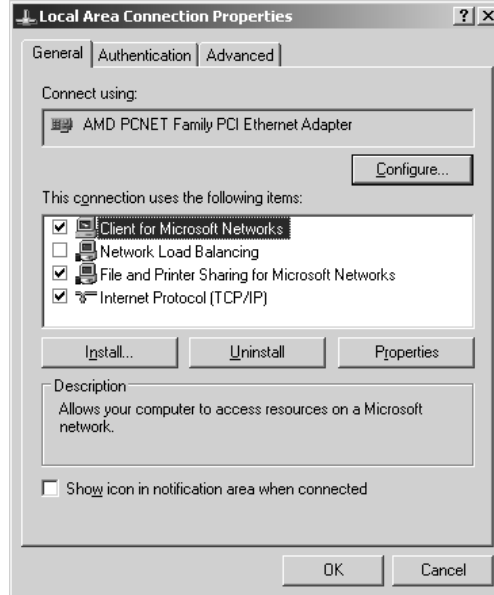 Local Area Connection Properties
General Authentication Advanced
Connect using:
AMD PCNET Family PCI Ethernet Adapter
Configure...
This connection uses the following items:
Client for Microsoft Networks
Network Load Balancing
File and Printer Sharing for Microsoft Networks
Internet Protocol (TCP/IP)
Install... Uninstall Properties
Description
Allows your computer to access resources on a Microsoft
network.
Show icon in notification area when connected
OK Cancel